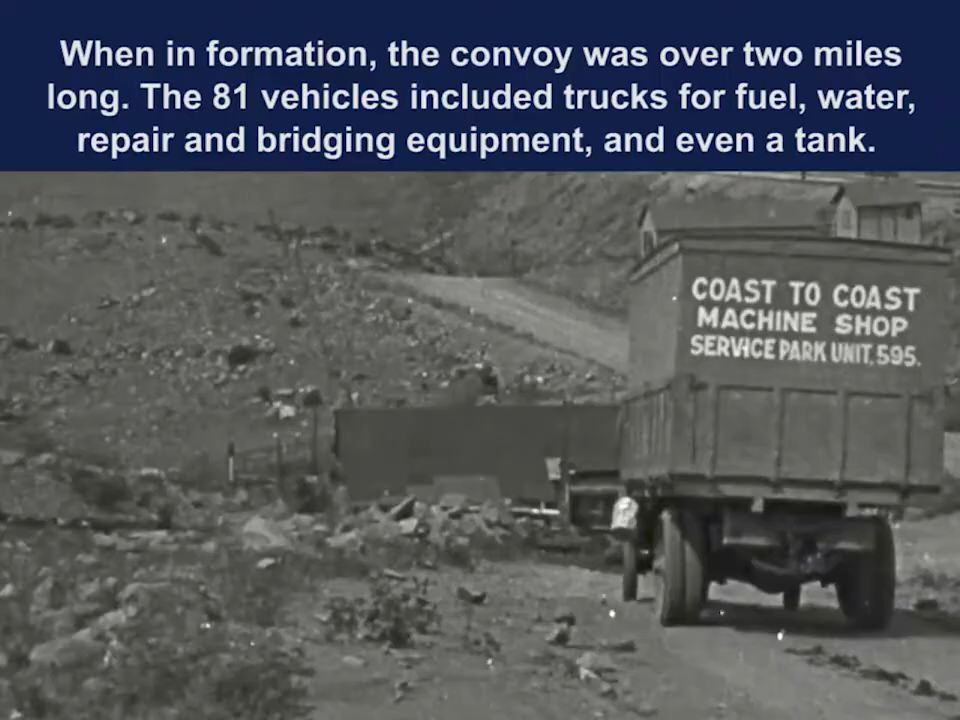 When in formation, the convoy was over two miles
long. The 81 vehicles included trucks for fuel, water,
repair and bridging equipment, and even a tank.
COAST TO COAST
MACHINE SHOP
SERVICE PARK UNIT, 595.